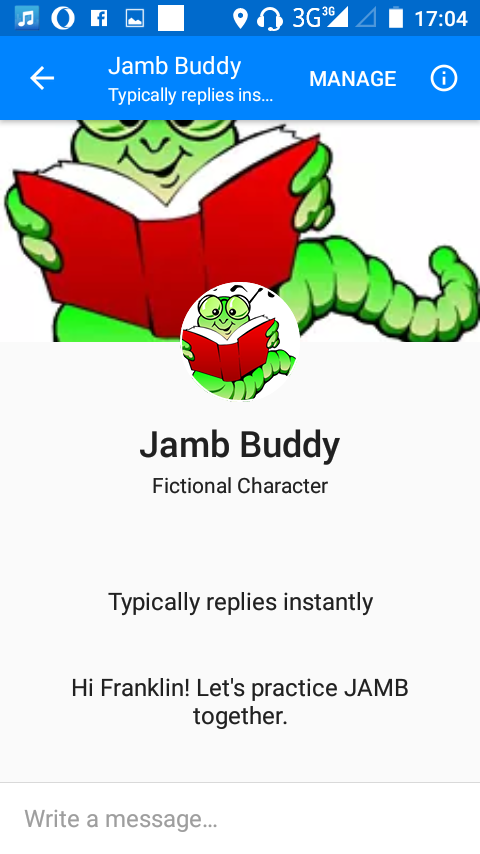 3G 3G 17:04
Jamb Buddy
Typically replies ins...
MANAGE
Jamb Buddy
Fictional Character
Typically replies instantly
Hi Franklin! Let's practice JAMB
together.
Write a message...